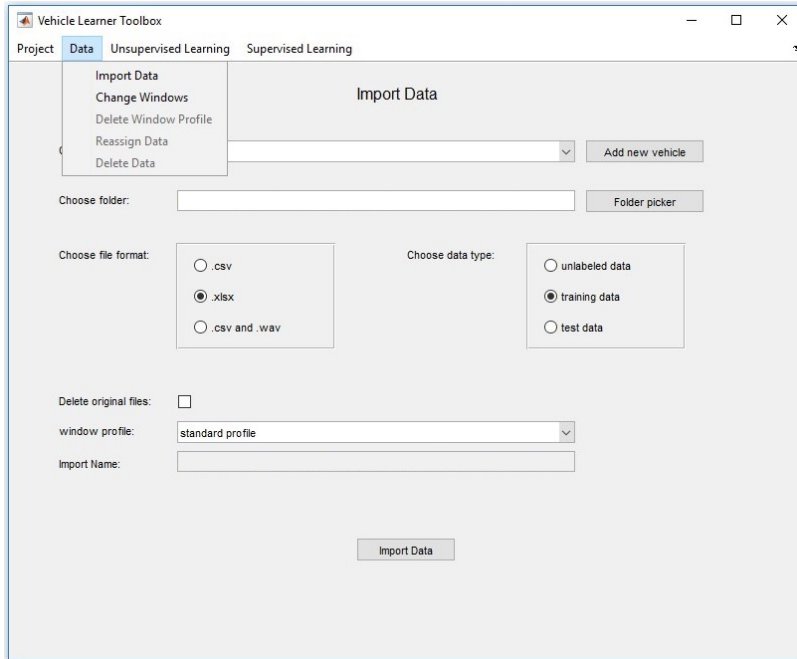 Vehicle Learner Toolbox
Project Data Unsupervised Learning Supervised Learning
Import Data
Change Windows
Delete Window Profile
Reassign Data
Delete Data
Import Data
Add new vehicle
Choose folder:
Folder picker
Choose file format:
.csv
.xlsx
.csv and .wav
Choose data type:
unlabeled data
training data
test data
Delete original files:
window profile:
standard profile
Import Name:
Import Data